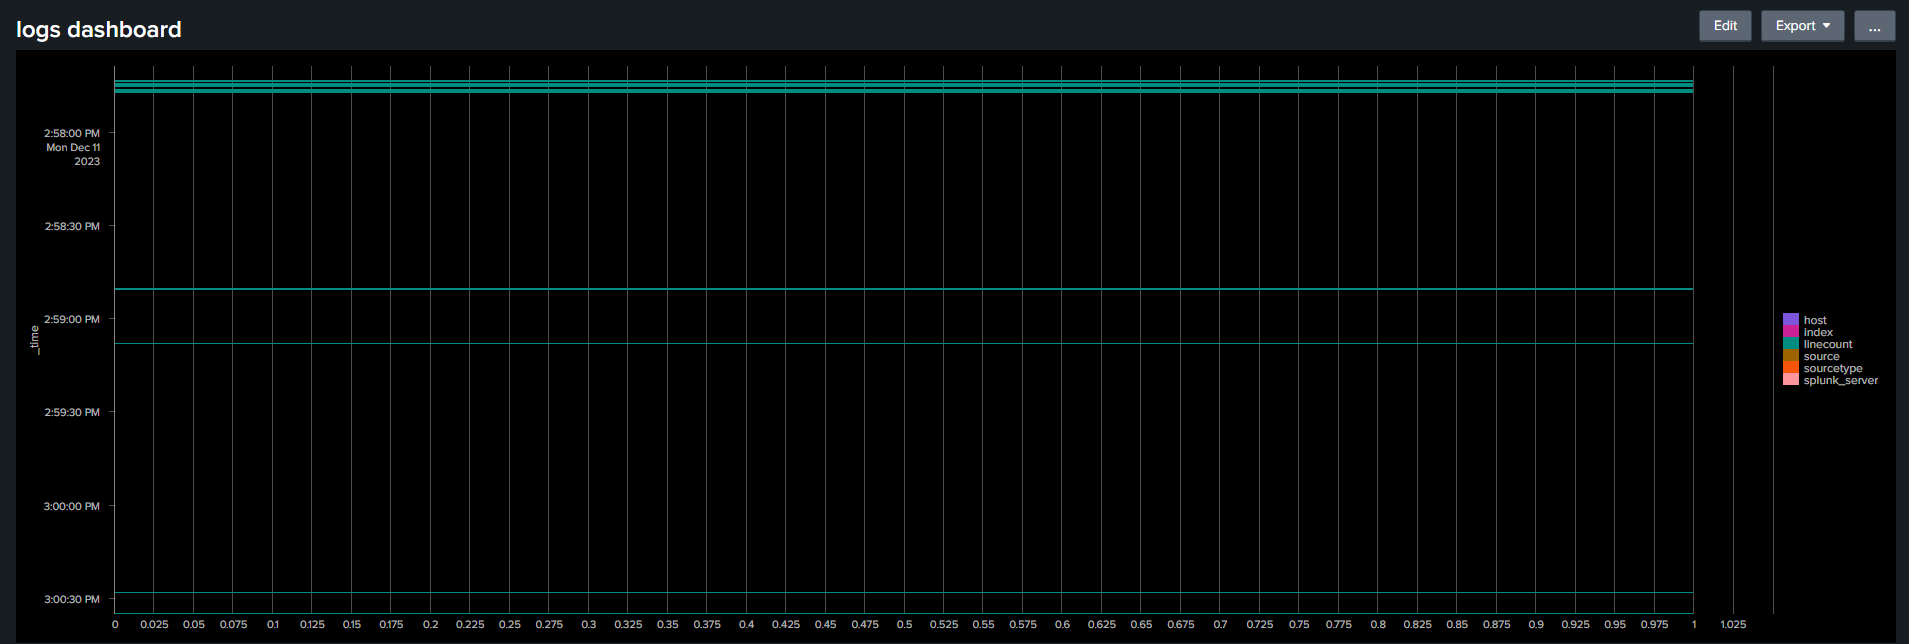 logs dashboard
Edit
Export
...
2:58:00 PM
Mon Dec 11
2023
2:58:30 PM
2:59:00 PM
2:59:30 PM
3:00:00 PM
3:00:30 PM
_time
0 0.025 0.05 0.075 0.1 0.125 0.15 0.175 0.2 0.225 0.25 0.275 0.3 0.325 0.35 0.375 0.4 0.425 0.45 0.475 0.5 0.525 0.55 0.575 0.6 0.625 0.65 0.675 0.7 0.725 0.75 0.775 0.8 0.825 0.85 0.875 0.9 0.925 0.95 0.975 1 1.025
host
index
linecount
source
sourcetype
splunk_server